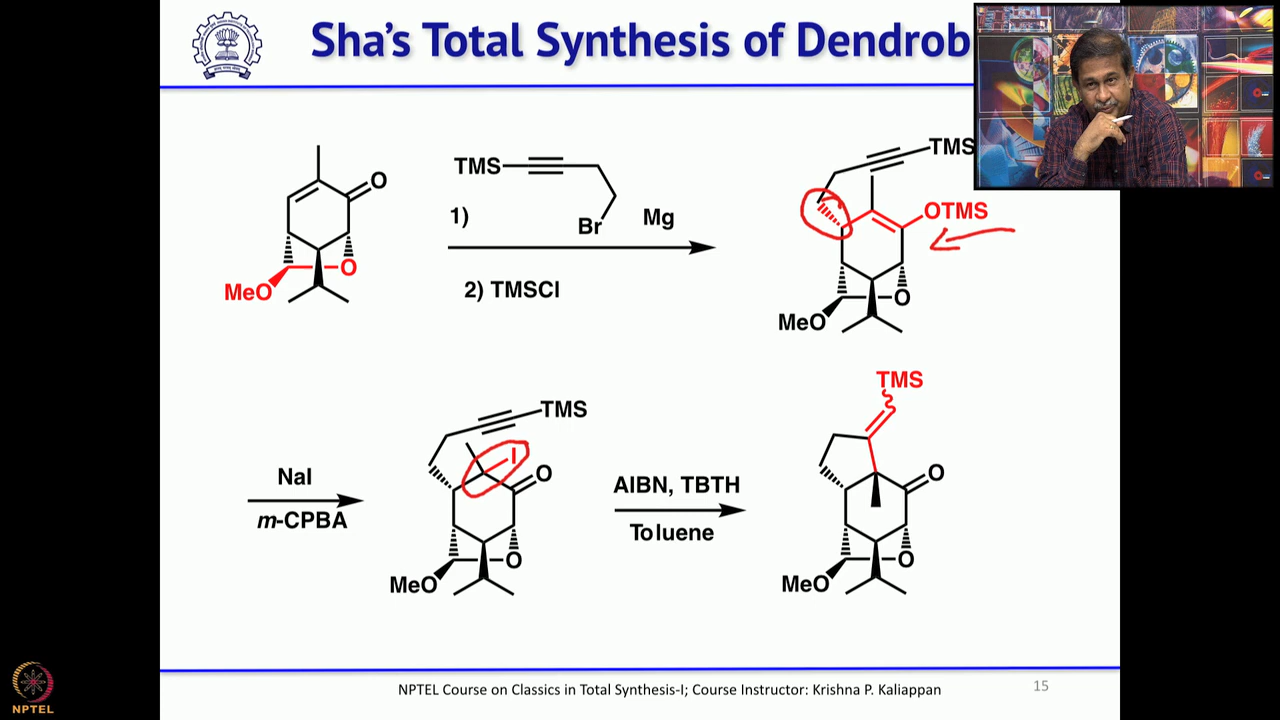 Sha's Total Synthesis of Dendrob
TMS
1)
Br
Mg
2) TMSCl
O
O
MeO
TMS
OTMS
O
MeO
NaI
m-CPBA
TMS
I
O
O
MeO
AIBN, TBTH
Toluene
TMS
O
O
MeO
NPTEL Course on Classics in Total Synthesis-I; Course Instructor: Krishna P. Kaliappan
15
NPTEL